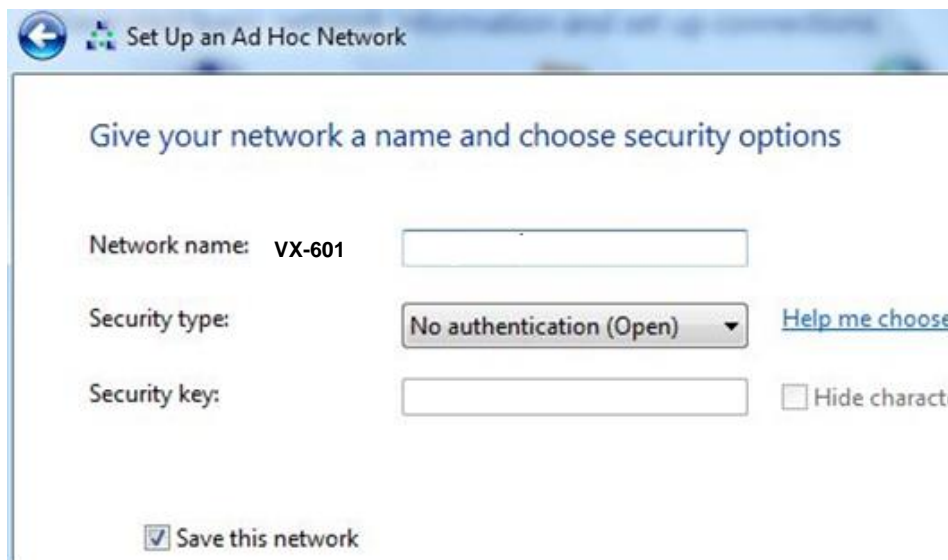 Set Up an Ad Hoc Network
Give your network a name and choose security options
Network name: VX-601
Security type: No authentication (Open) Help me choose
Security key: Hide charact
Save this network